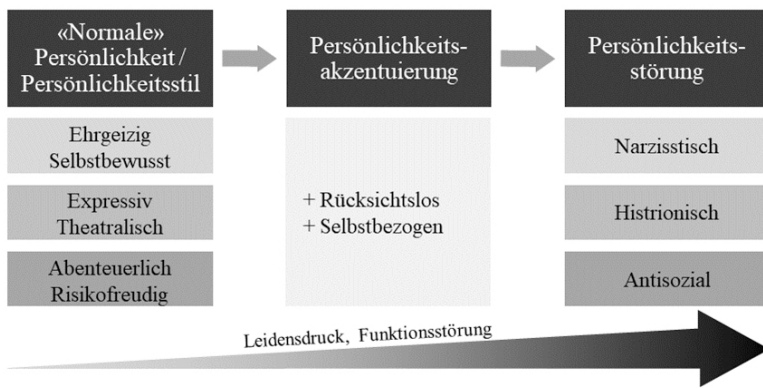 «Normale»
Persönlichkeit /
Persönlichkeitsstil
Persönlichkeits-
akzentuierung
Persönlichkeits-
störung
Ehrgeizig
Selbstbewusst
Expressiv
Theatralisch
Abenteuerlich
Risikofreudig
+ Rücksichtslos
+ Selbstbezogen
Narzisstisch
Histrionisch
Antisozial
Leidensdruck, Funktionsstörung